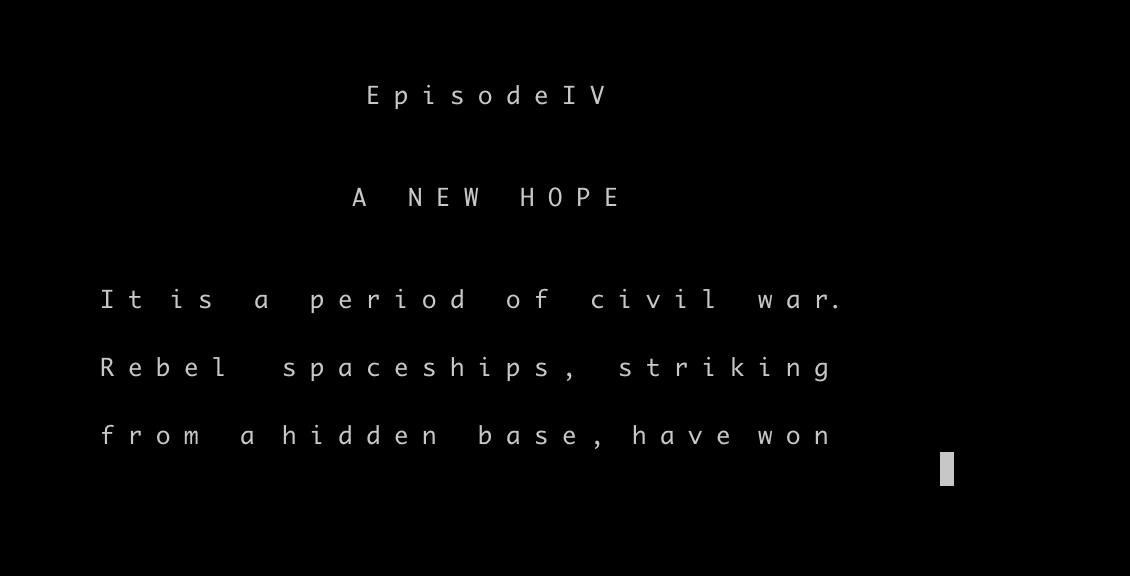 EpisodeIV
A NEW HOPE
It is a period of civil war.
Rebel spaceships, striking
from a hidden base, have won